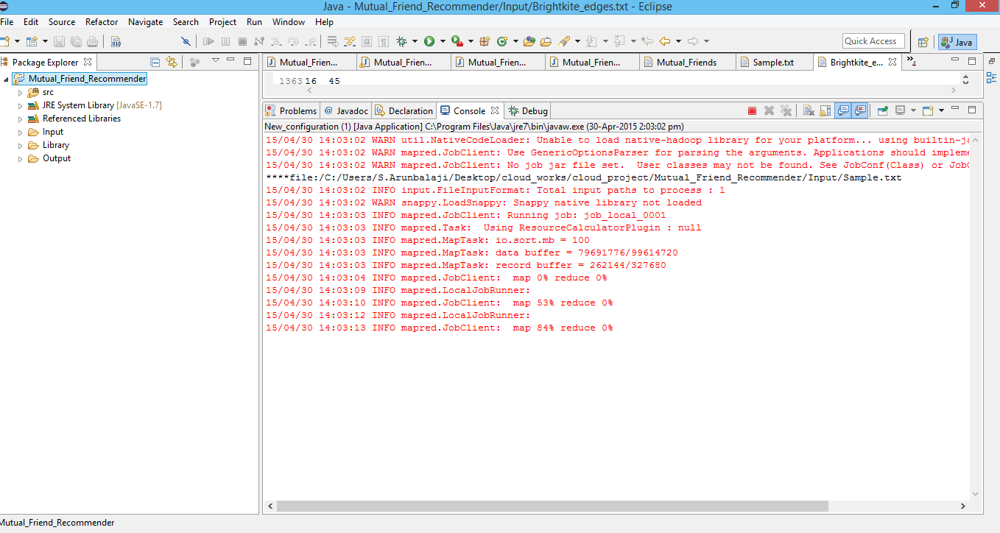 Java - Mutual_Friend_Recommender/Input/Brightkite_edges.txt - Eclipse
File Edit Source Refactor Navigate Search Project Run Window Help
Quick Access Java
Package Explorer
Mutual_Friend_Recommender
src
JRE System Library [JavaSE-1.7]
Referenced Libraries
Input
Library
Output
Mutual_Frien... Mutual_Frien... Mutual_Frien... Mutual_Frien... Mutual_Friends Sample.txt Brightkite_e... »4
1363 16 45
Problems @ Javadoc Declaration Console Debug
New_configuration (1) [Java Application] C:\Program Files\Java\jre7\bin\javaw.exe (30-Apr-2015 2:03:02 pm)
15/04/30 14:03:02 WARN util.NativeCodeLoader: Unable to load native-hadoop library for your platform... using builtin-ja
15/04/30 14:03:02 WARN mapred.JobClient: Use GenericOptionsParser for parsing the arguments. Applications should impleme
15/04/30 14:03:02 WARN mapred.JobClient: No job jar file set.  User classes may not be found. See JobConf(Class) or JobC
****file:/C:/Users/S.Arunbalaji/Desktop/cloud_works/cloud_project/Mutual_Friend_Recommender/Input/Sample.txt
15/04/30 14:03:02 INFO input.FileInputFormat: Total input paths to process : 1
15/04/30 14:03:02 WARN snappy.LoadSnappy: Snappy native library not loaded
15/04/30 14:03:03 INFO mapred.JobClient: Running job: job_local_0001
15/04/30 14:03:03 INFO mapred.Task:  Using ResourceCalculatorPlugin : null
15/04/30 14:03:03 INFO mapred.MapTask: io.sort.mb = 100
15/04/30 14:03:03 INFO mapred.MapTask: data buffer = 79691776/99614720
15/04/30 14:03:03 INFO mapred.MapTask: record buffer = 262144/327680
15/04/30 14:03:04 INFO mapred.JobClient:  map 0% reduce 0%
15/04/30 14:03:09 INFO mapred.LocalJobRunner:
15/04/30 14:03:10 INFO mapred.JobClient:  map 53% reduce 0%
15/04/30 14:03:12 INFO mapred.LocalJobRunner:
15/04/30 14:03:13 INFO mapred.JobClient:  map 84% reduce 0%
Mutual_Friend_Recommender